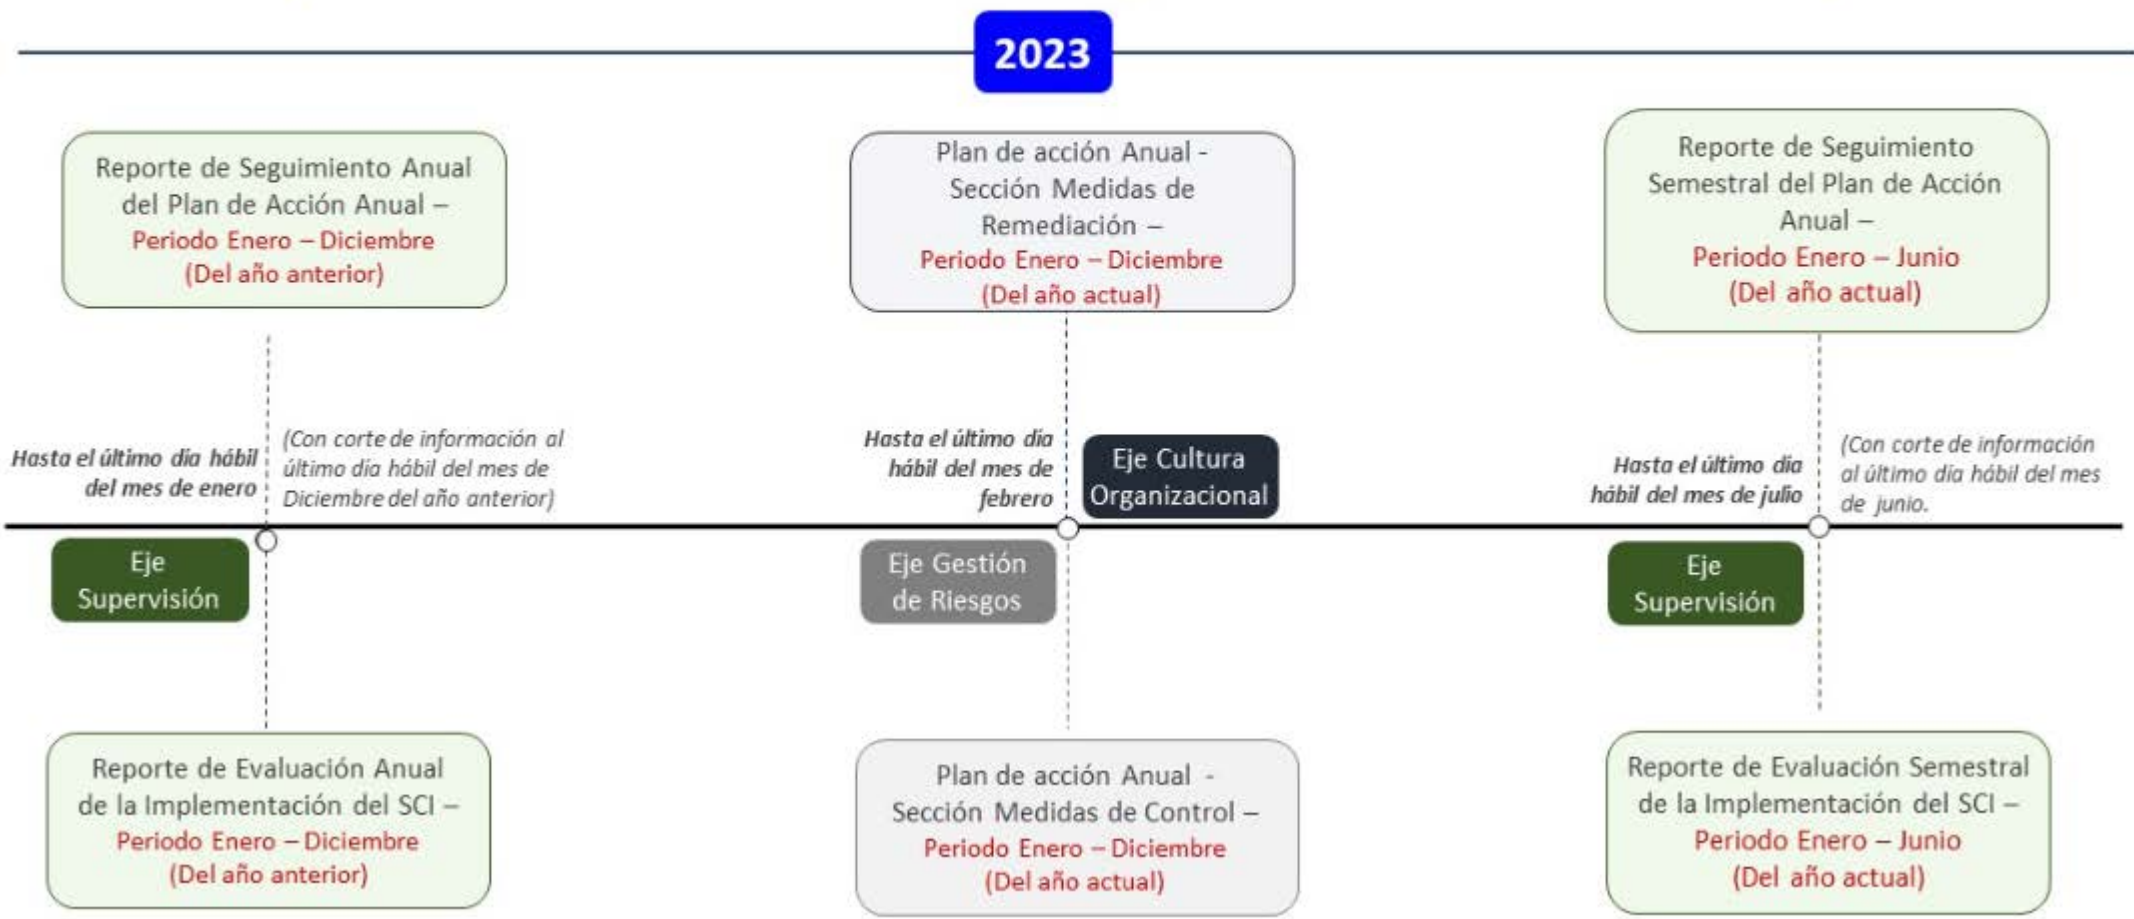 2023
Reporte de Seguimiento Anual
del Plan de Acción Anual –
Periodo Enero – Diciembre
(Del año anterior)
Plan de acción Anual -
Sección Medidas de
Remediación –
Periodo Enero – Diciembre
(Del año actual)
Reporte de Seguimiento
Semestral del Plan de Acción
Anual –
Periodo Enero – Junio
(Del año actual)
Hasta el último día hábil
del mes de enero
(Con corte de información al
último día hábil del mes de
Diciembre del año anterior)
Hasta el último día
hábil del mes de
febrero
Eje Cultura
Organizacional
Hasta el último día
hábil del mes de julio
(Con corte de información
al último día hábil del mes
de junio.
Eje
Supervisión
Eje Gestión
de Riesgos
Eje
Supervisión
Reporte de Evaluación Anual
de la Implementación del SCI –
Periodo Enero – Diciembre
(Del año anterior)
Plan de acción Anual -
Sección Medidas de Control –
Periodo Enero – Diciembre
(Del año actual)
Reporte de Evaluación Semestral
de la Implementación del SCI –
Periodo Enero – Junio
(Del año actual)